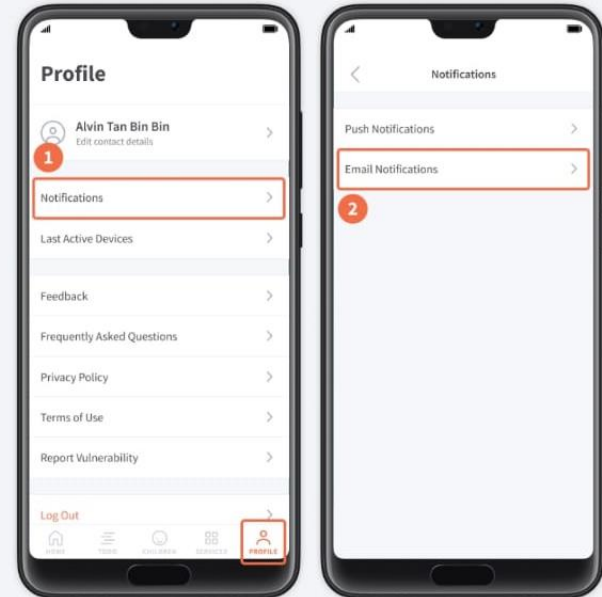 Profile
Alvin Tan Bin Bin
Edit contact details
1
Notifications
Last Active Devices
Feedback
Frequently Asked Questions
Privacy Policy
Terms of Use
Report Vulnerability
Log Out
HOME TODO CHILDREN SERVICES PROFILE
Notifications
Push Notifications
Email Notifications
2